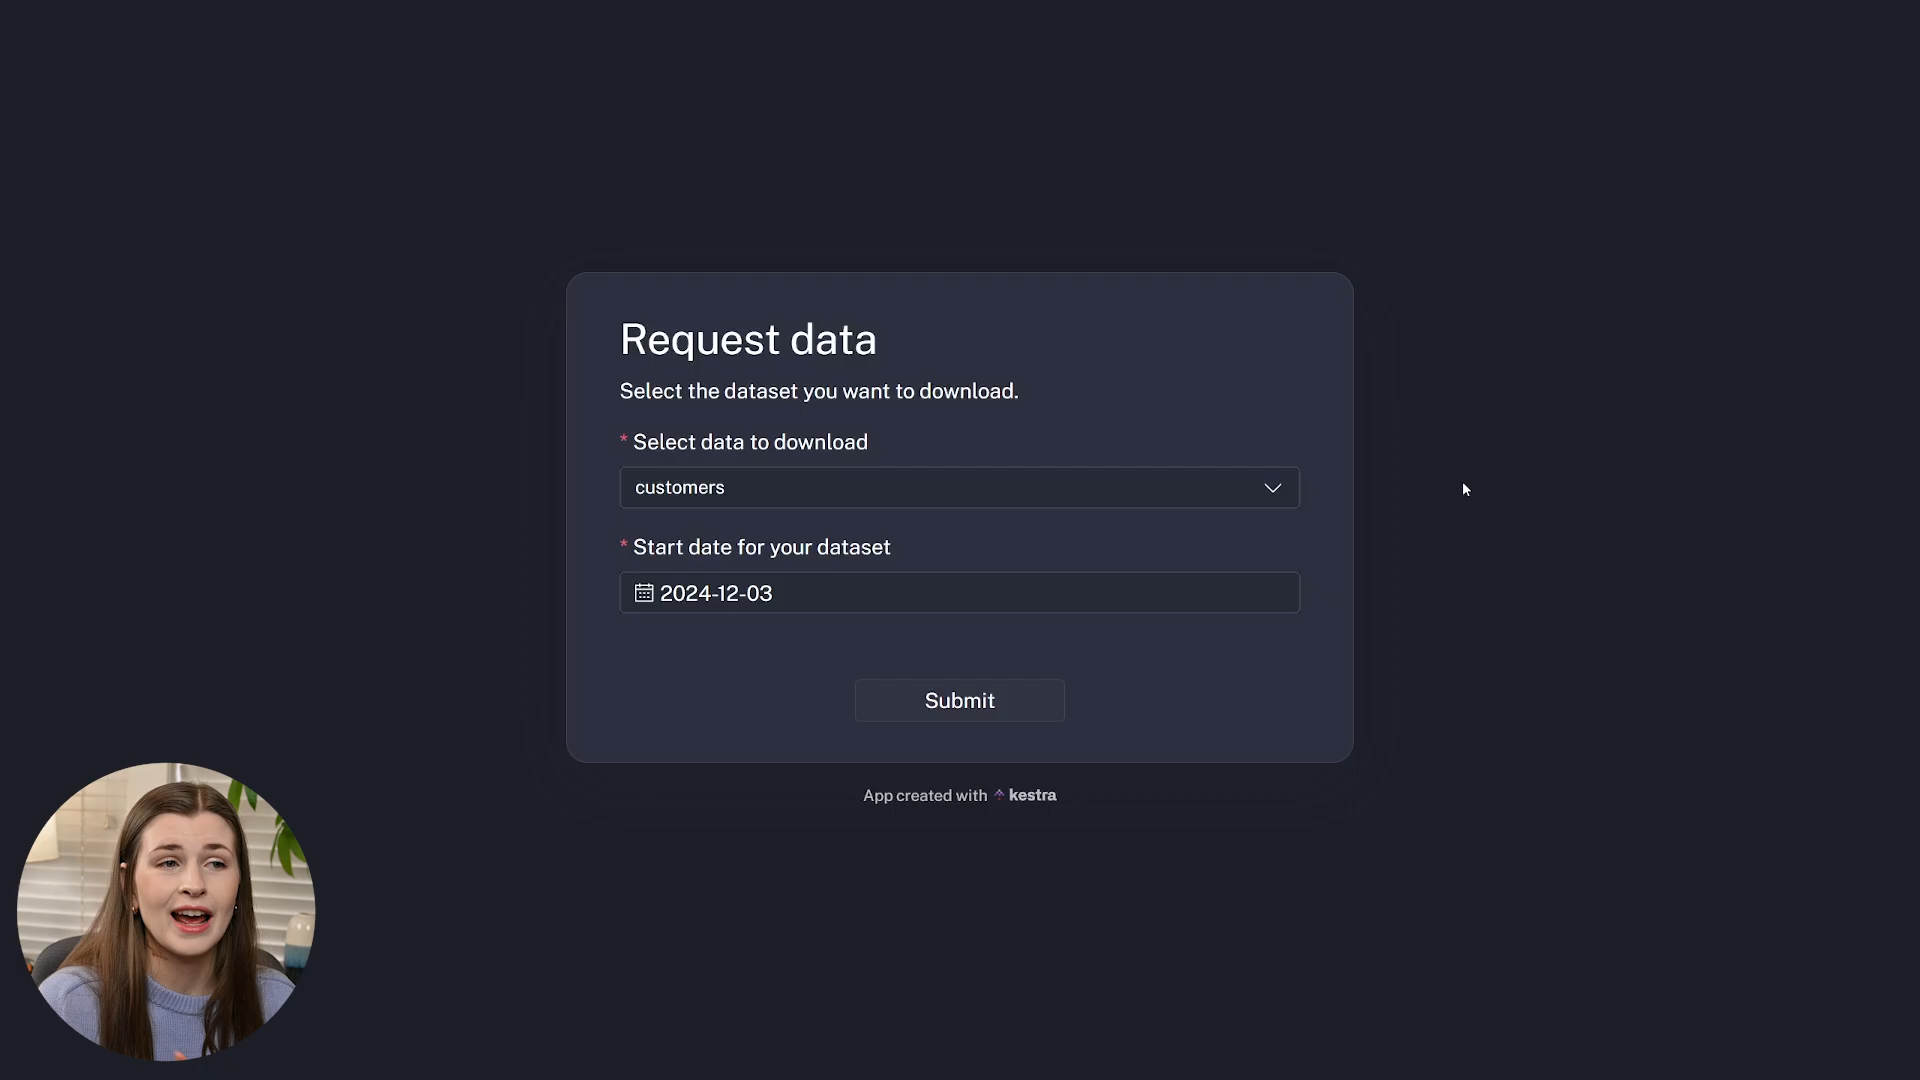 Request data
Select the dataset you want to download.
* Select data to download
customers
* Start date for your dataset
2024-12-03
Submit
App created with kestra